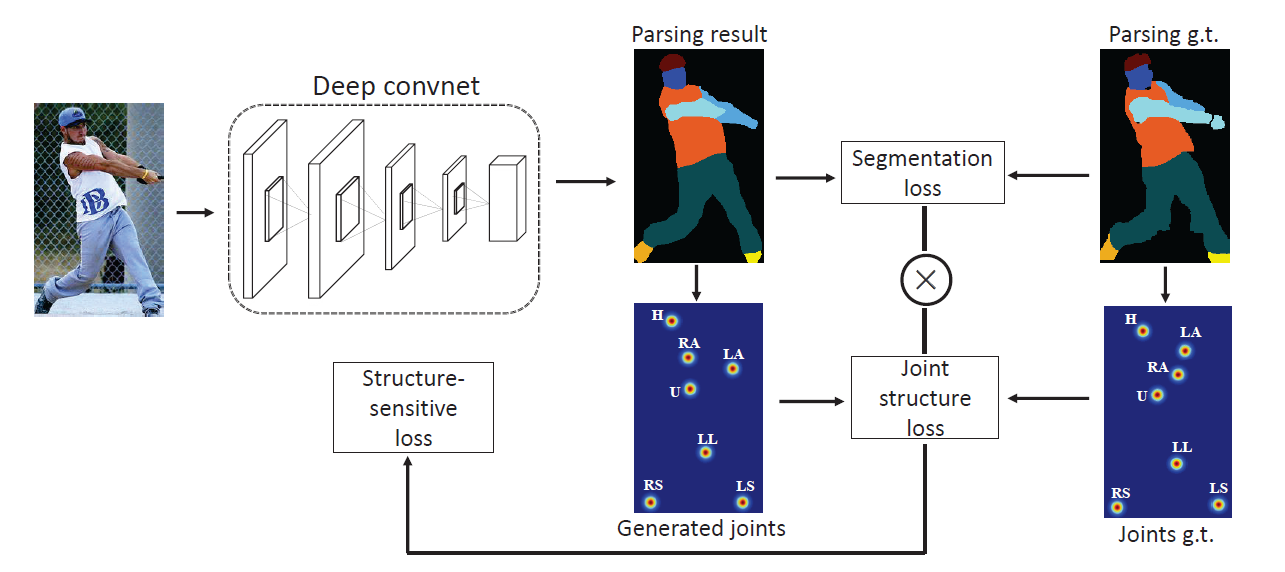 Parsing result
Parsing g.t.
Deep convnet
B
Segmentation
loss
H
RA
LA
U
LL
RS
LS
Generated joints
Joint
structure
loss
H
LA
RA
U
LL
RS
LS
Joints g.t.
Structure-
sensitive
loss